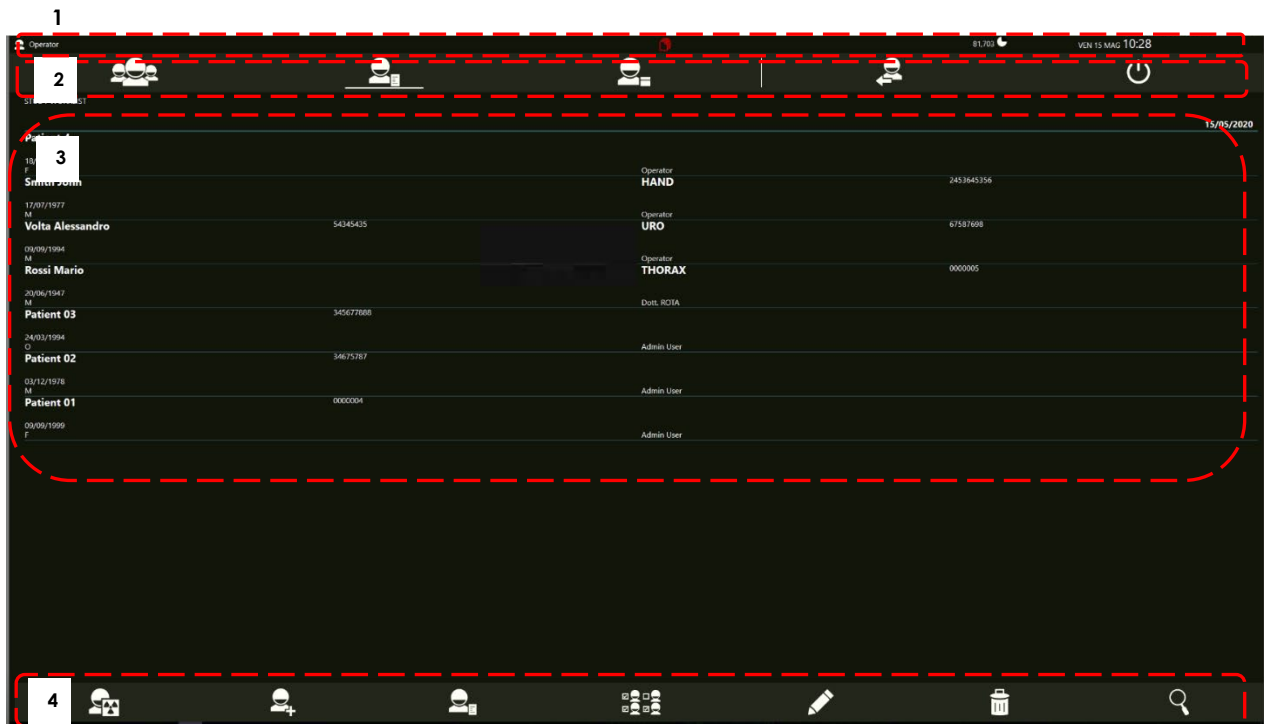 1
Operator 81,703 VEN 15 MAG 10:28
2
15/05/2020
3
F Operator
Smith John HAND 2453645356
17/07/1977
M Operator
Volta Alessandro 54345435 URO 67587698
09/09/1994
M Operator
Rossi Mario THORAX 0000005
20/06/1947
M Dott. ROTA
Patient 03 345677888
24/03/1994
O Admin User
Patient 02 34675787
03/12/1978
M Admin User
Patient 01 0000004
09/09/1999
F Admin User
4